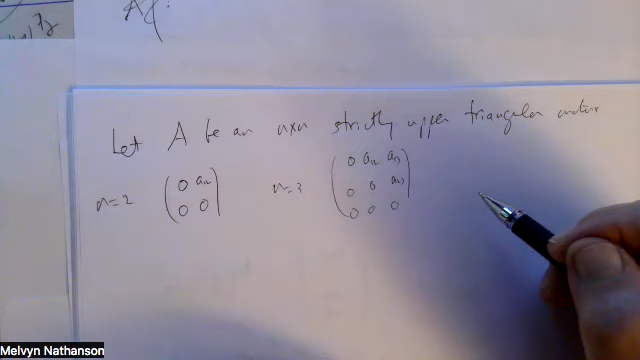 Let A be an nxn strictly upper triangular matrix
n=2 ( 0 a12 n=3 ( 0 a12 a13
0 0 ) 0 0 a23
0 0 0 )
Melvyn Nathanson